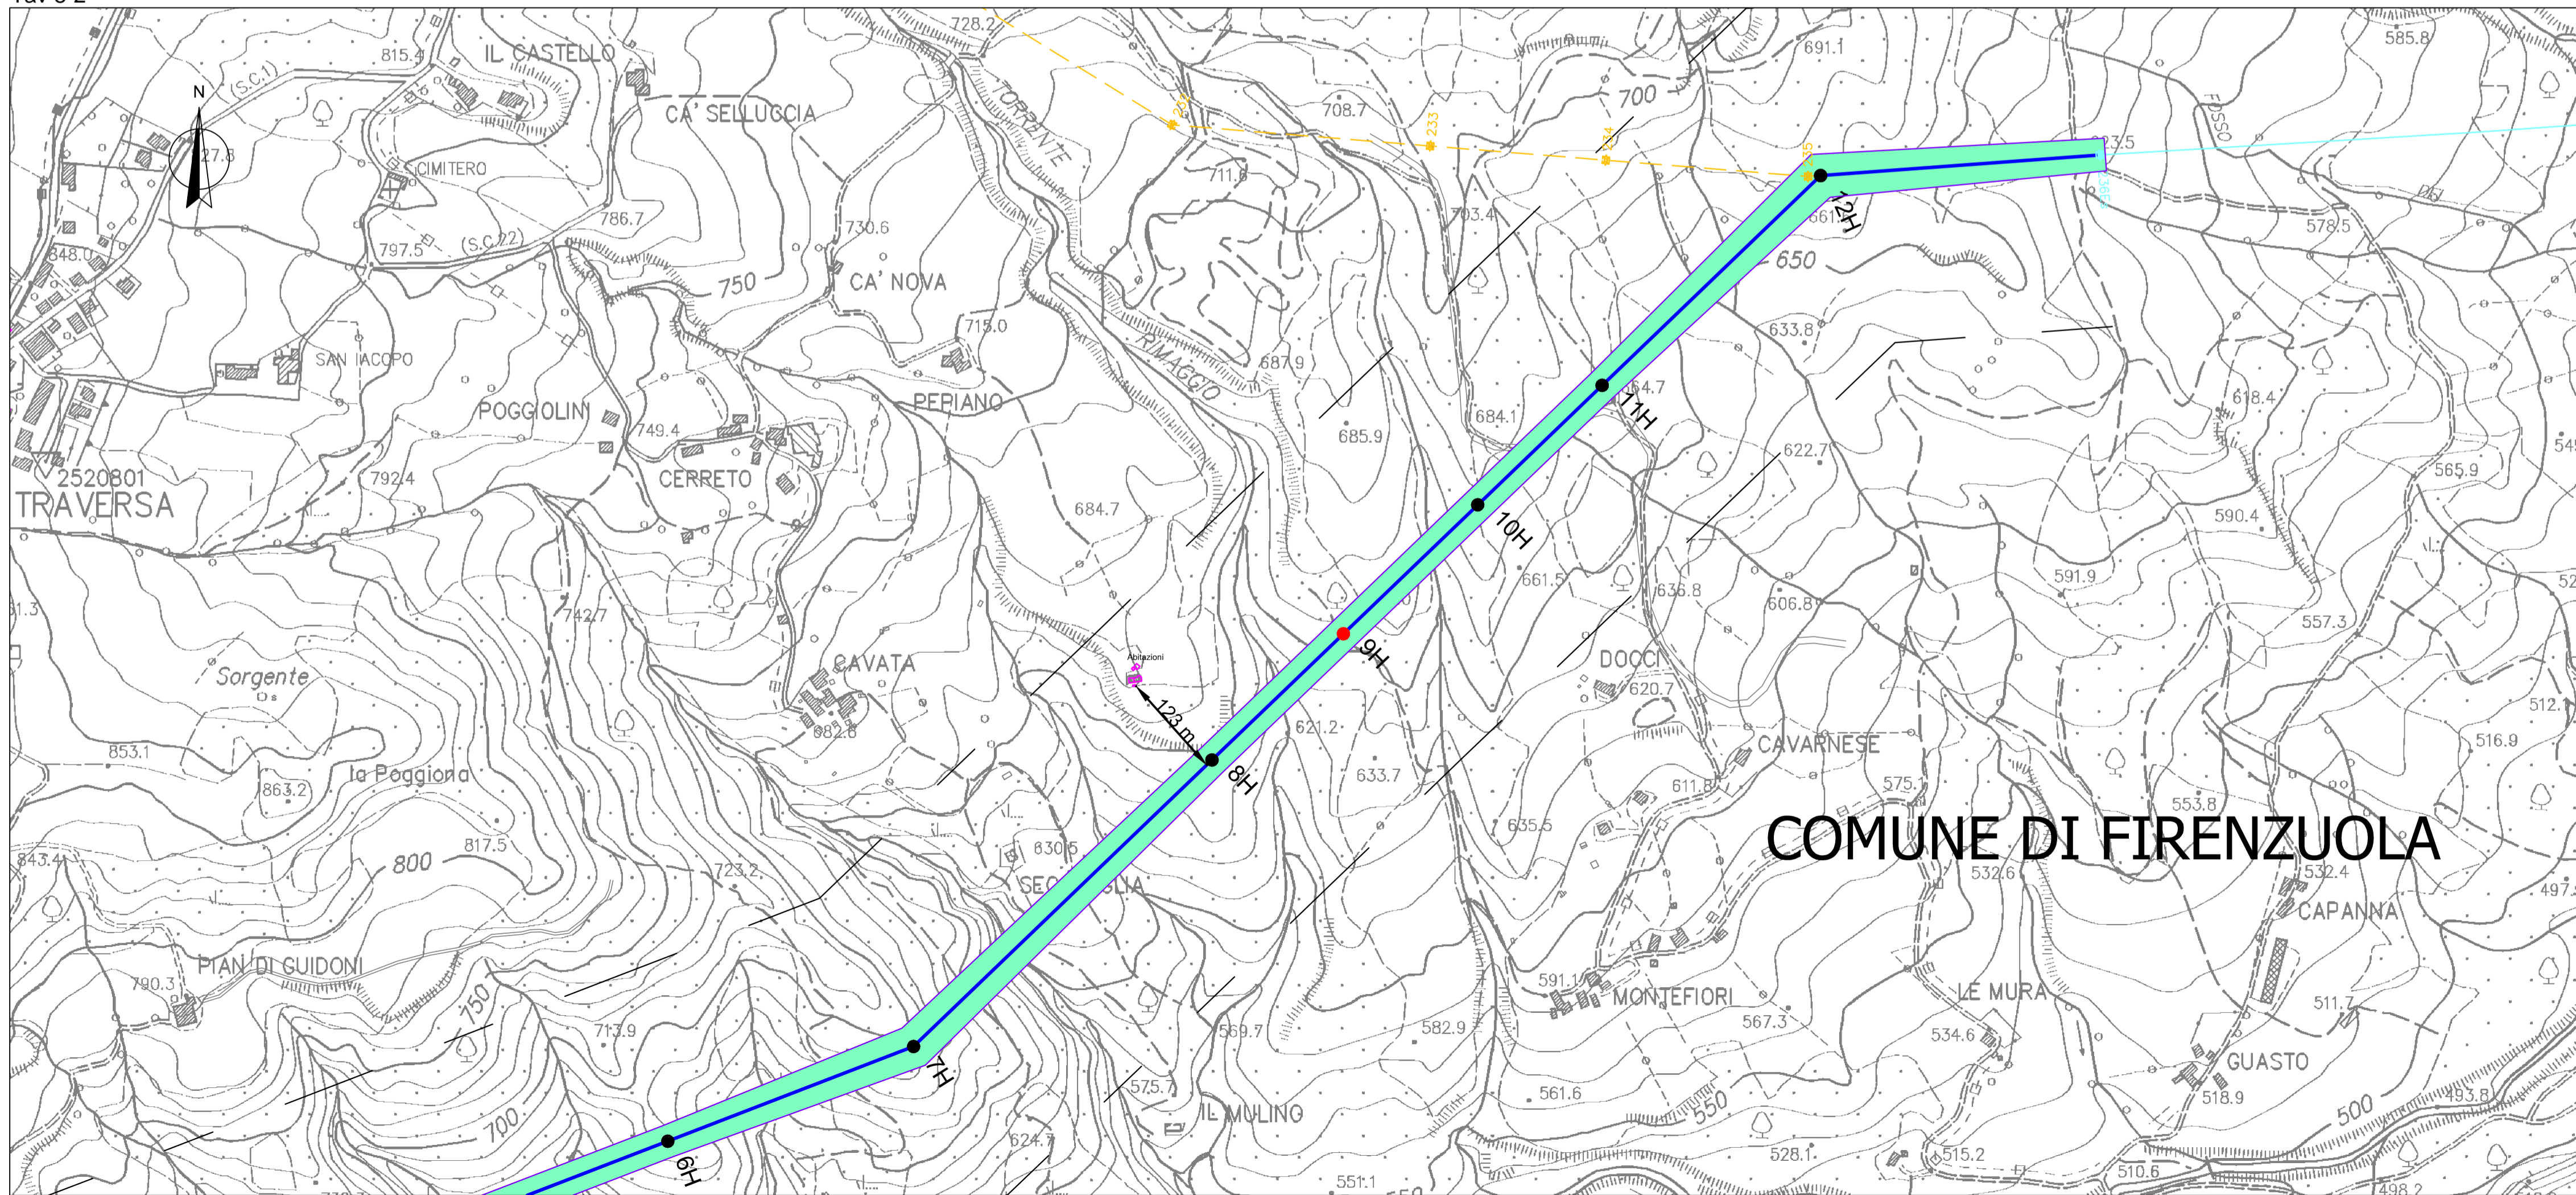 728.2
691.1
585.8
IL CASTELLO
815.4
(S.C.1)
N
CA' SELLUCCIA
TORRENTE
708.7
700
233
234
235
FOSSO
CIMITERO
711.6
703.4
578.5
786.7
730.6
797.5
(S.C.22)
848.0
12H
650
750
CA' NOVA
715.0
633.8
RIMAGGIO
687.9
SAN IACOPO
PEPIANO
POGGIOLINI
749.4
684.1
11H
618.4
685.9
622.7
565.9
792.4
CERRETO
2520801
TRAVERSA
684.7
10H
590.4
661.5
591.9
636.8
606.8
742.7
557.3
9H
Abitazioni
CAVATA
DOCCI
Sorgente
620.7
123 m
682.6
621.2
516.9
853.1
633.7
CAVARNESE
la Poggiona
8H
863.2
611.8
575.1
553.8
817.5
630.5
635.5
COMUNE DI FIRENZUOLA
843.4
800
723.2
532.6
532.4
CAPANNA
PIAN DI GUIDONI
790.3
591.1
MONTEFIORI
LE MURA
750
511.7
713.9
569.7
582.9
567.3
534.6
7H
GUASTO
575.7
561.6
550
518.9
500
493.8
IL MULINO
700
624.7
528.1
515.2
510.6
6H
551.1
498.2